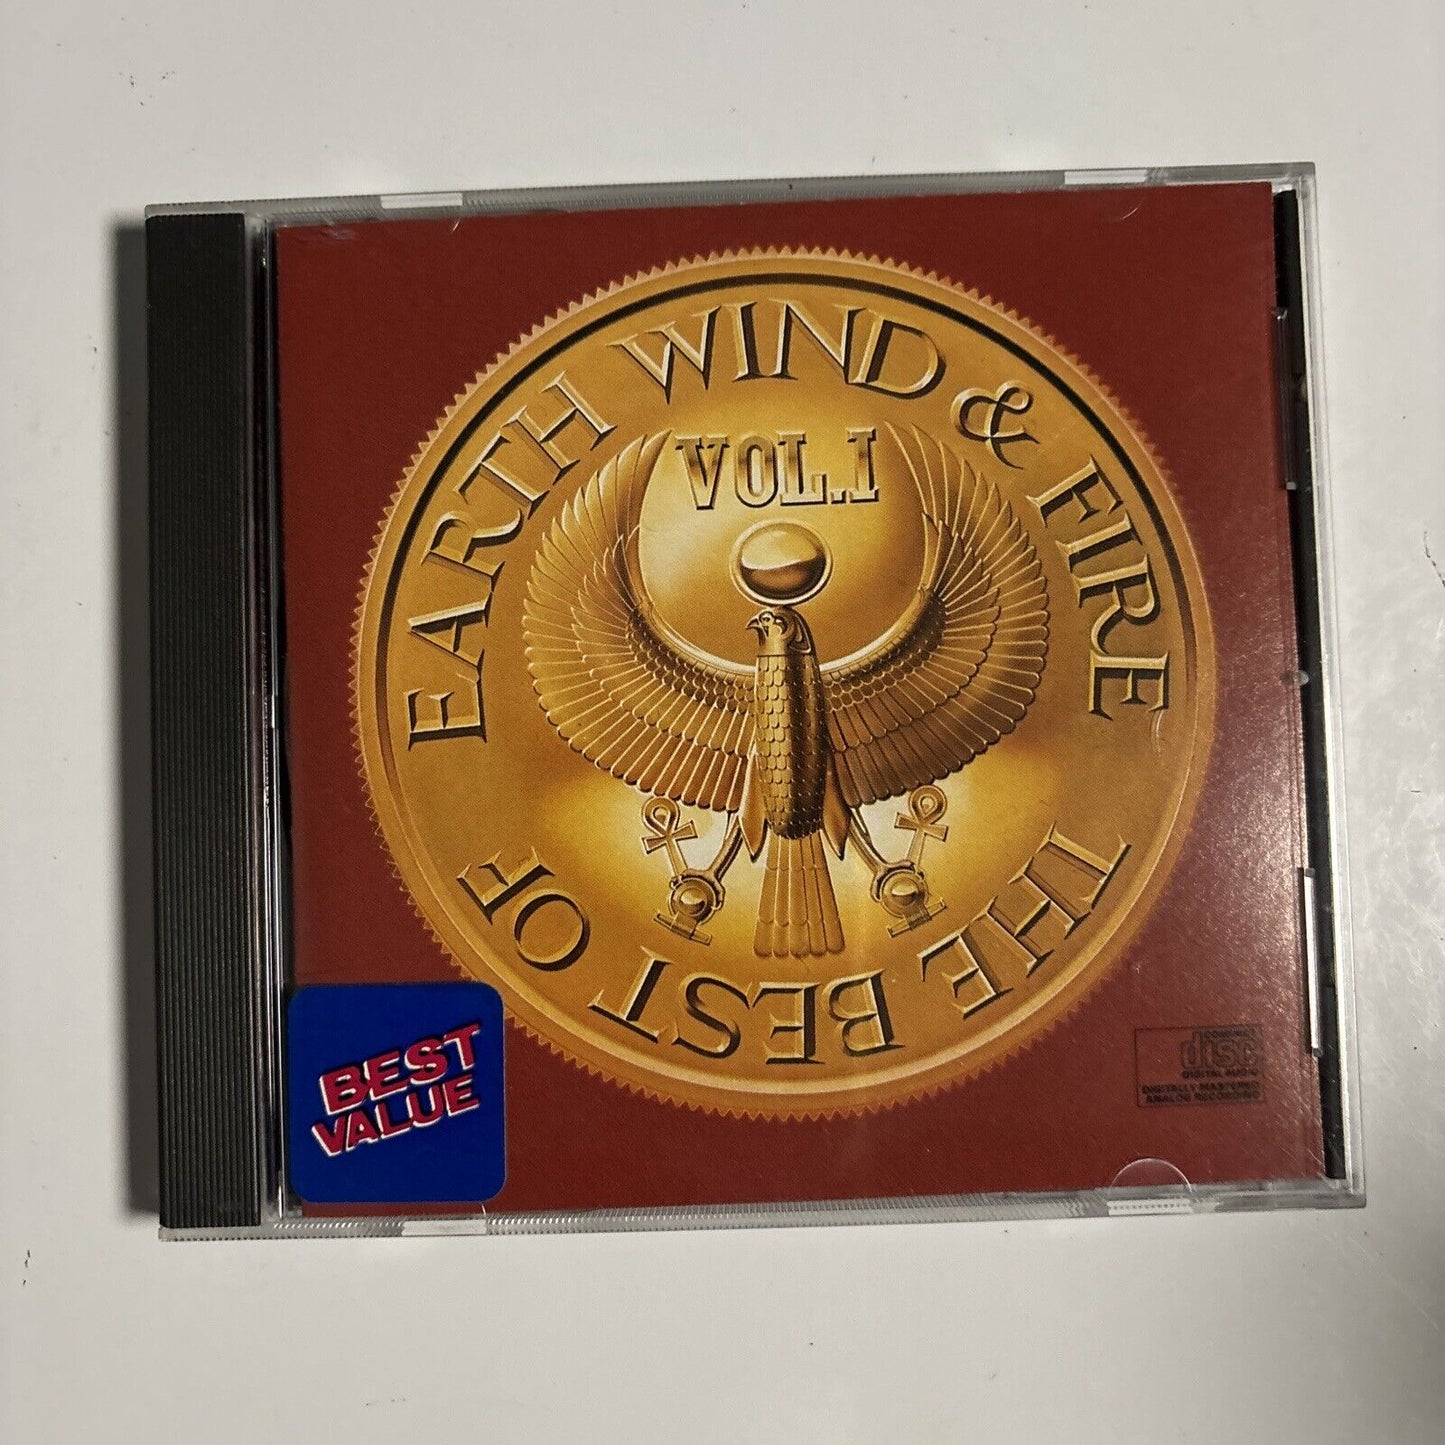 EARTH WIND & FIRE
VOL.I
THE BEST OF
BEST
VALUE
COMPACT
disc
DIGITAL AUDIO
DIGITALLY MASTERED
ANALOG RECORDING